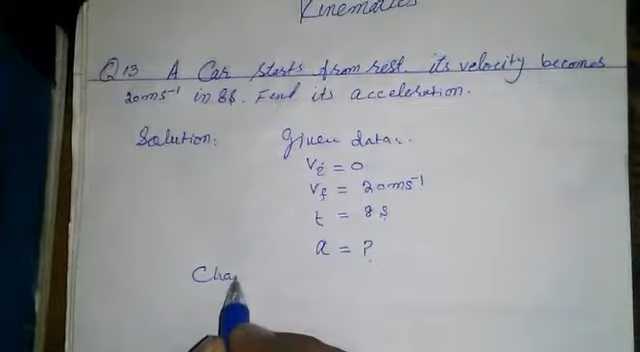 Kinematics
Q 13 A Car starts from rest. its velocity becomes
20ms⁻¹ in 8s. Find its acceleration.
Solution: Given data:.
Vi = 0
Vf = 20ms⁻¹
t = 8s
a = ?
Cha